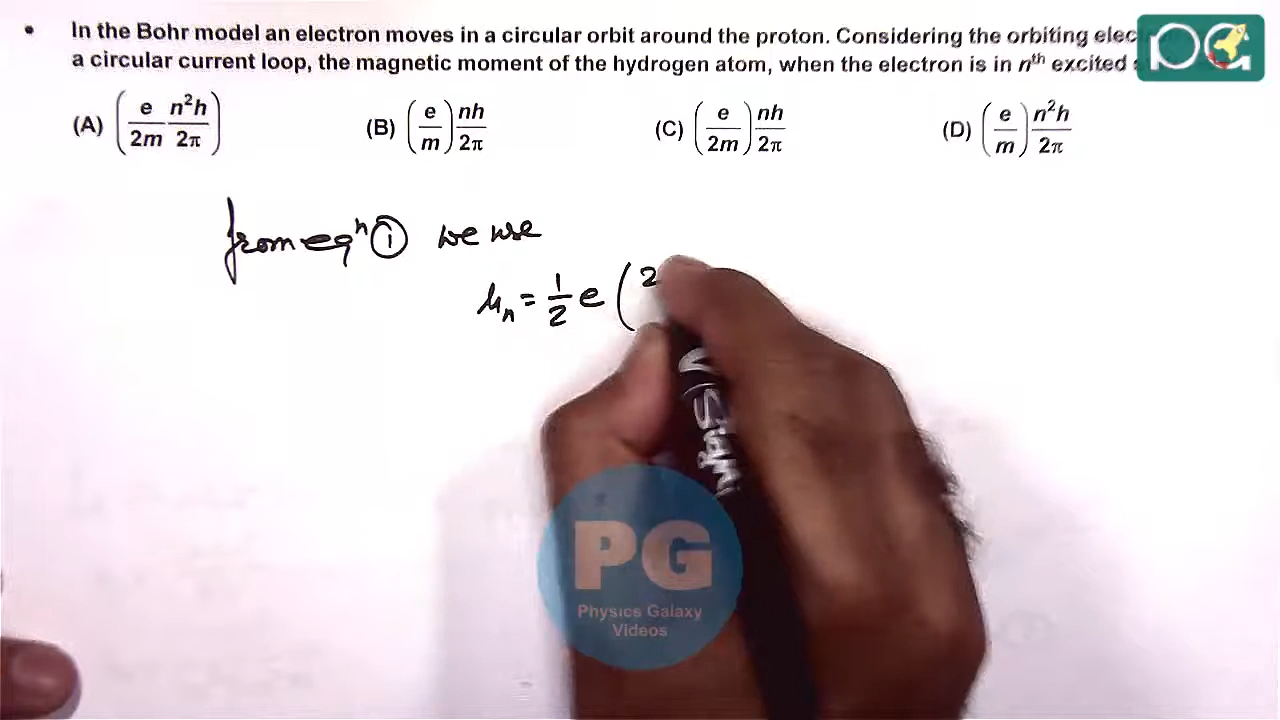 • In the Bohr model an electron moves in a circular orbit around the proton. Considering the orbiting
a circular current loop, the magnetic moment of the hydrogen atom, when the electron is in nᵗʰ excited
(A) (e/2m n²h/2π) (B) (e/m) nh/2π (C) (e/2m) nh/2π (D) (e/m) n²h/2π
from eqⁿ ① we use
μₙ = 1/2 e ( 2
PG
Physics Galaxy
Videos